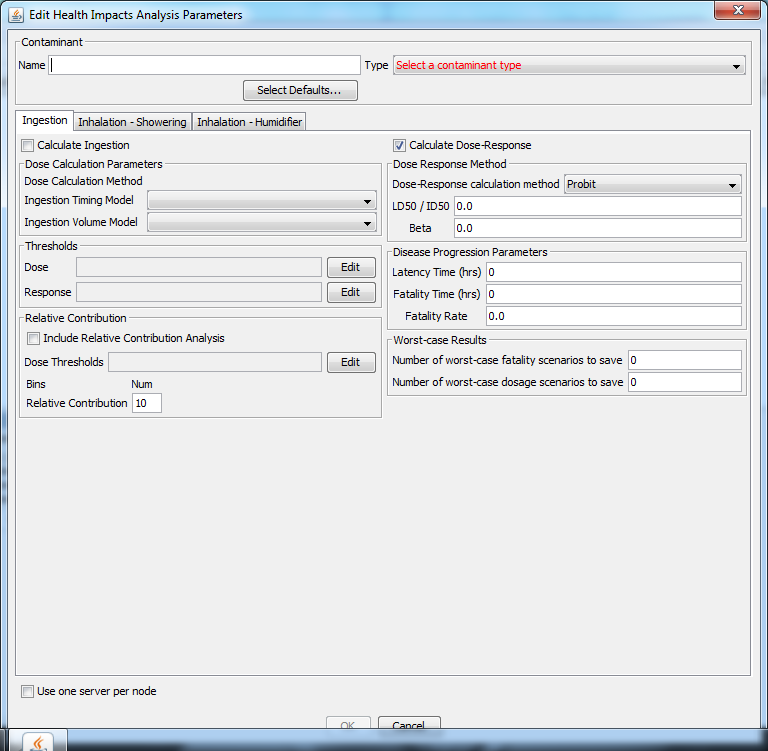 Edit Health Impacts Analysis Parameters
Contaminant
Name Type Select a contaminant type
Select Defaults...
Ingestion Inhalation - Showering Inhalation - Humidifier
Calculate Ingestion
Dose Calculation Parameters
Dose Calculation Method
Ingestion Timing Model
Ingestion Volume Model
Thresholds
Dose Edit
Response Edit
Relative Contribution
Include Relative Contribution Analysis
Dose Thresholds Edit
Bins Num
Relative Contribution 10
Calculate Dose-Response
Dose Response Method
Dose-Response calculation method Probit
LD50 / ID50 0.0
Beta 0.0
Disease Progression Parameters
Latency Time (hrs) 0
Fatality Time (hrs) 0
Fatality Rate 0.0
Worst-case Results
Number of worst-case fatality scenarios to save 0
Number of worst-case dosage scenarios to save 0
Use one server per node
OK Cancel